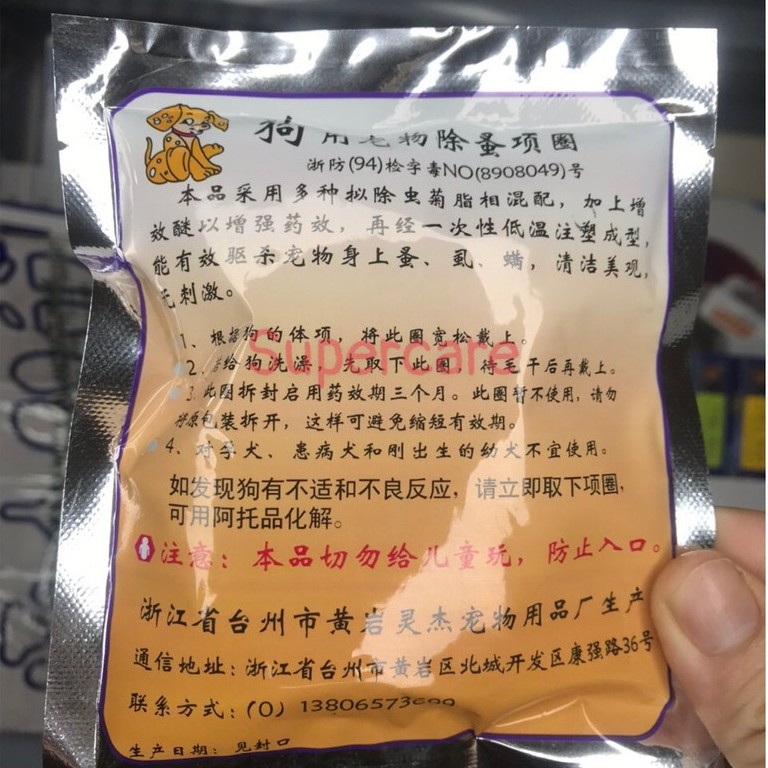 狗用宠物除蚤项圈
浙防(94)检字毒NO(8908049)号
本品采用多种拟除虫菊脂相混配，加上增
效醚以增强药效，再经一次性低温注塑成型，
能有效驱杀宠物身上蚤、虱、螨，清洁美观，
无刺激。
1、根据狗的体项，将此圈宽松戴上。
2、若给狗洗澡，先取下此圈，待毛干后再戴上。
3、此圈拆封启用药效期三个月。此圈暂不使用，请勿
将原包装拆开，这样可避免缩短有效期。
4、对孕犬、患病犬和刚出生的幼犬不宜使用。
Supercare
如发现狗有不适和不良反应，请立即取下项圈，
可用阿托品化解。
注意：本品切勿给儿童玩，防止入口。
浙江省台州市黄岩灵杰宠物用品厂生产
通信地址：浙江省台州市黄岩区北城开发区康强路36号
联系方式：(0) 13806573
生产日期：见封口